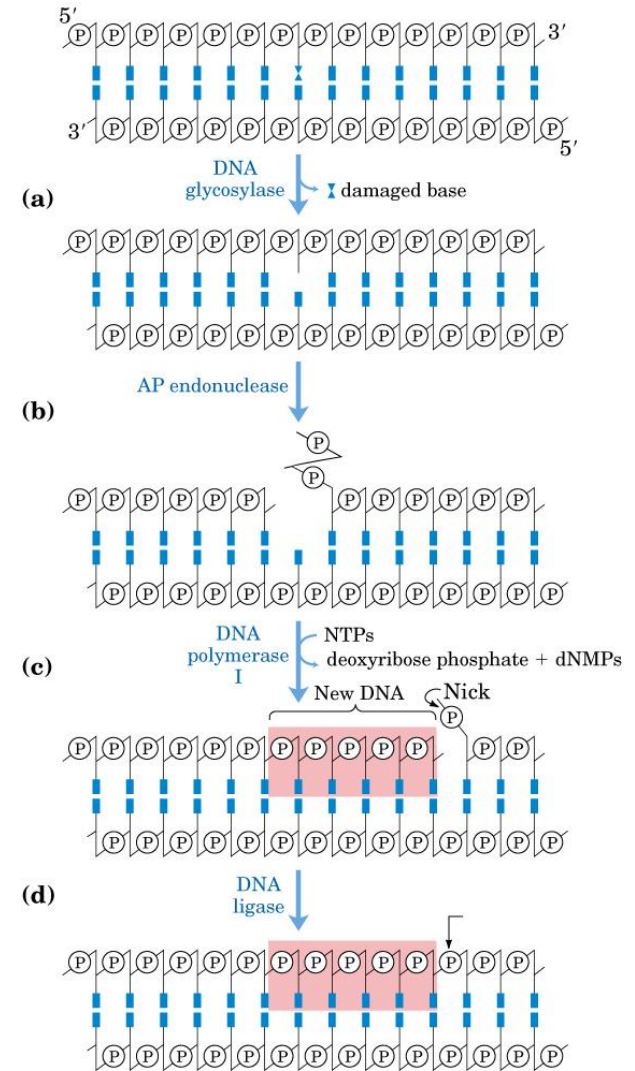 5′
P P P P P P P P P P P P P P 3′
3′ P P P P P P P P P P P P P P
5′
DNA
glycosylase
damaged base
(a)
P P P P P P P P P P P P P P
P P P P P P P P P P P P P P
AP endonuclease
(b)
P
P
P P P P P P P P P P P P
P P P P P P P P P P P P P P
DNA
polymerase
I
NTPs
deoxyribose phosphate + dNMPs
(c)
New DNA
Nick
P
P P P P P P P P P P P P P
P P P P P P P P P P P P P P
(d)
DNA
ligase
P P P P P P P P P P P P P P
P P P P P P P P P P P P P P